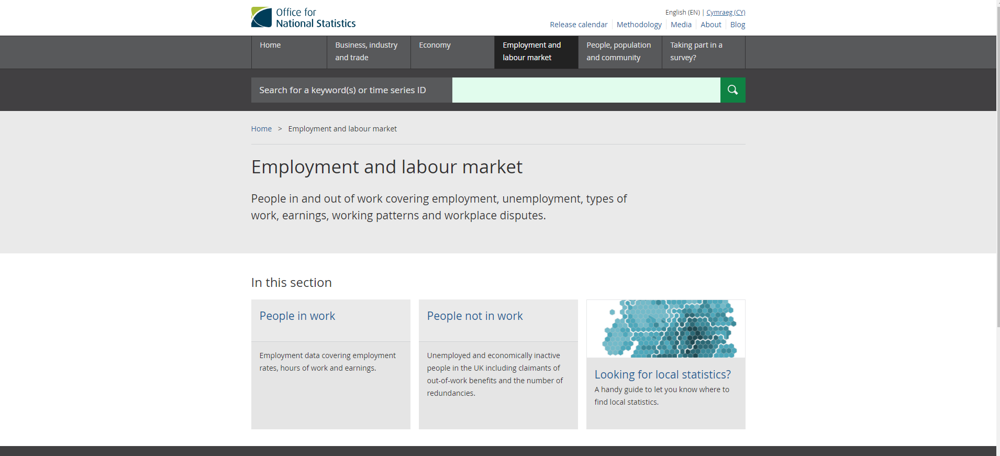 Office for
National Statistics
English (EN) | Cymraeg (CY)
Release calendar
Methodology
Media
About
Blog
Home
Business, industry
and trade
Economy
Employment and
labour market
People, population
and community
Taking part in a
survey?
Search for a keyword(s) or time series ID
Home > Employment and labour market
Employment and labour market
People in and out of work covering employment, unemployment, types of
work, earnings, working patterns and workplace disputes.
In this section
People in work
Employment data covering employment
rates, hours of work and earnings.
People not in work
Unemployed and economically inactive
people in the UK including claimants of
out-of-work benefits and the number of
redundancies.
Looking for local statistics?
A handy guide to let you know where to
find local statistics.